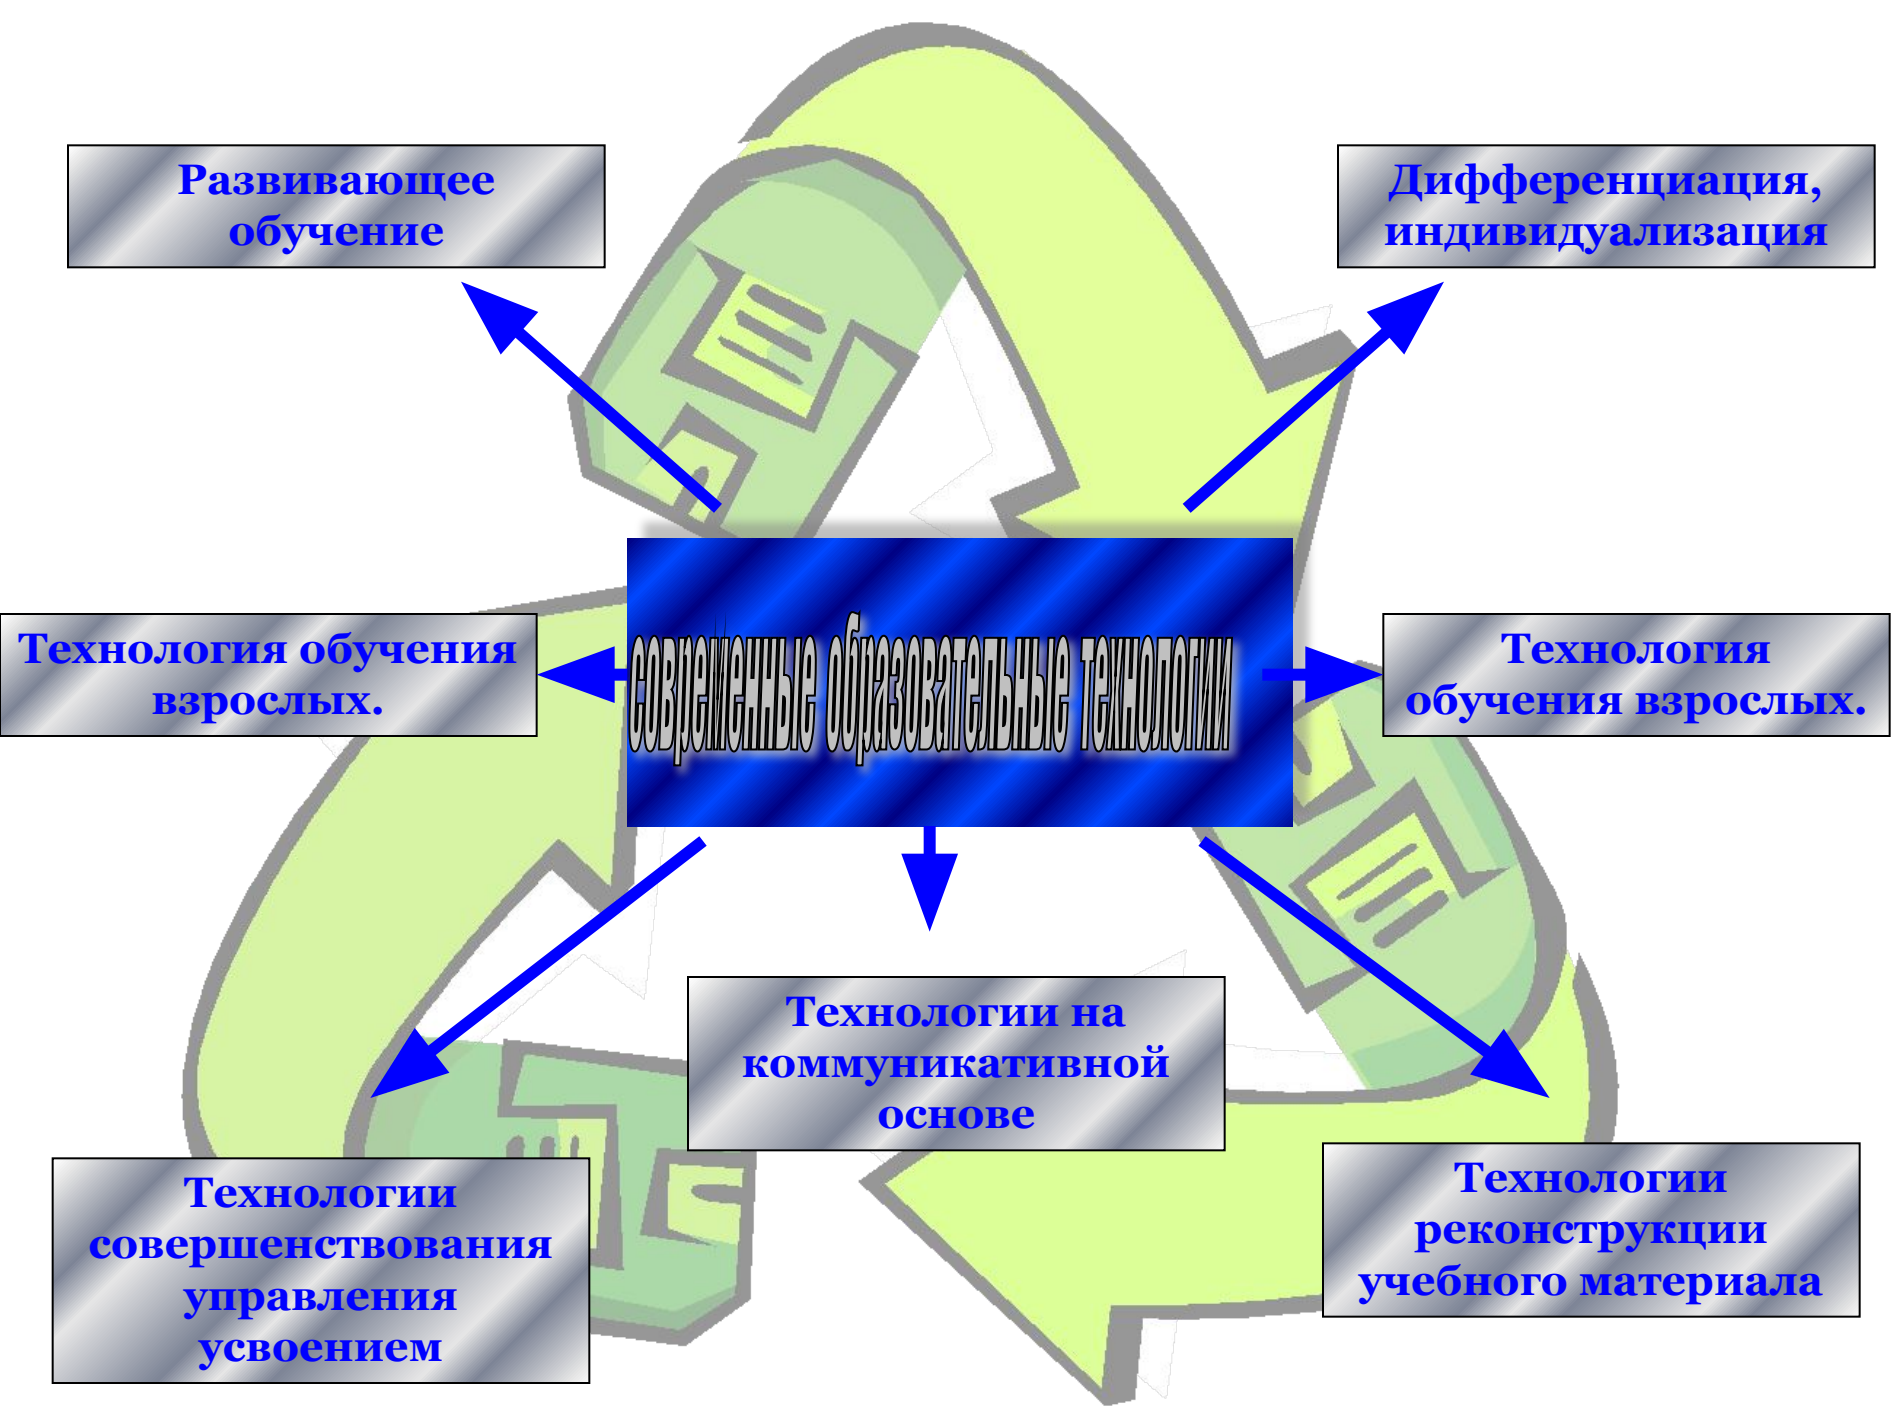 Развивающее
обучение
Дифференциация,
индивидуализация
Технология обучения
взрослых.
современные образовательные технологии
Технология
обучения взрослых.
Технологии на
коммуникативной
основе
Технологии
совершенствования
управления
усвоением
Технологии
реконструкции
учебного материала